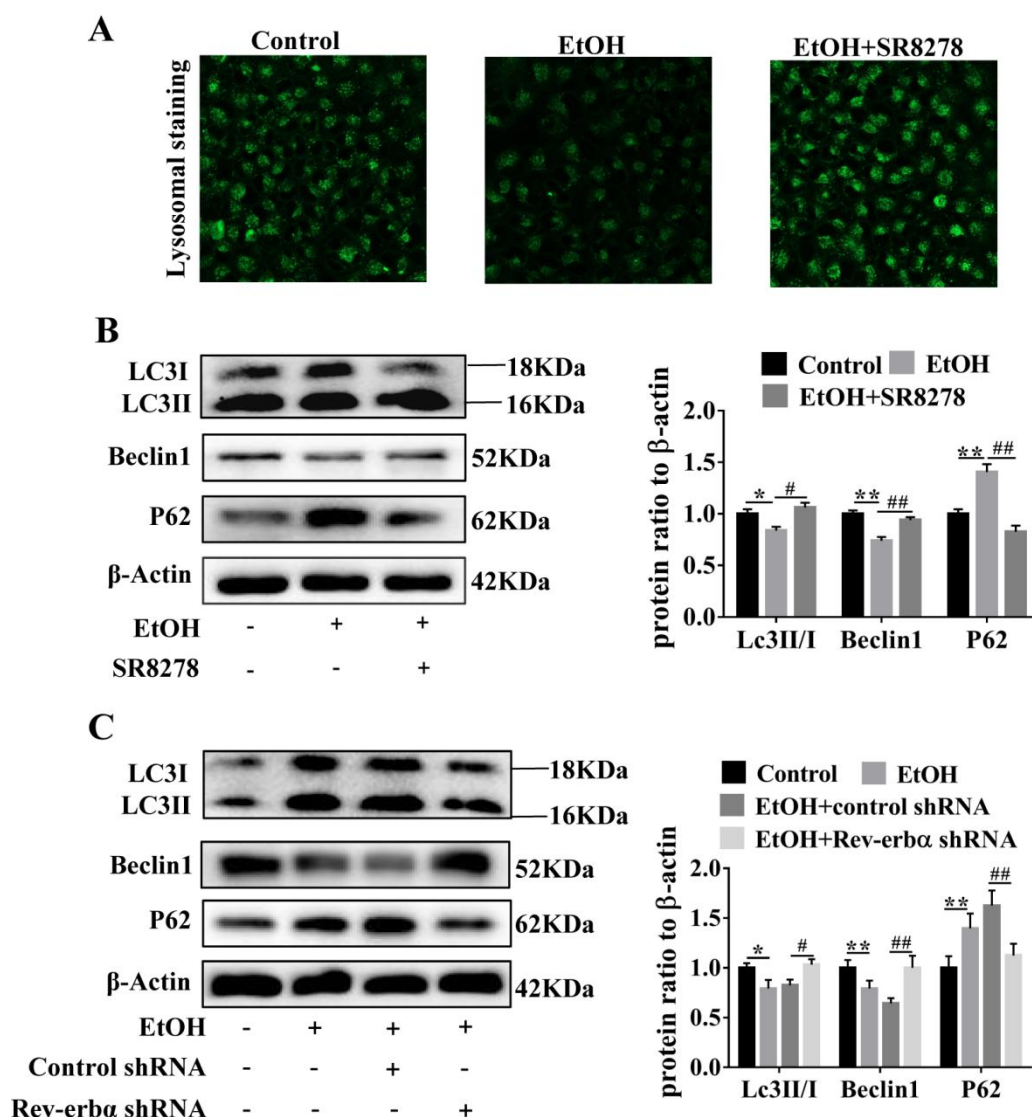 A
Control
EtOH
EtOH+SR8278
Lysosomal staining
B
LC3I
18KDa
LC3II
16KDa
Beclin1
52KDa
P62
62KDa
β-Actin
42KDa
EtOH - + +
SR8278 - - +
Control EtOH
EtOH+SR8278
protein ratio to β-actin
2.0
1.5
1.0
0.5
0.0
* # ** ## ** ##
Lc3II/I Beclin1 P62
C
LC3I
18KDa
LC3II
16KDa
Beclin1
52KDa
P62
62KDa
β-Actin
42KDa
EtOH - + + +
Control shRNA - - + -
Rev-erbα shRNA - - - +
Control EtOH
EtOH+control shRNA
EtOH+Rev-erbα shRNA
protein ratio to β-actin
2.0
1.5
1.0
0.5
0.0
* # ** ## ** ##
Lc3II/I Beclin1 P62